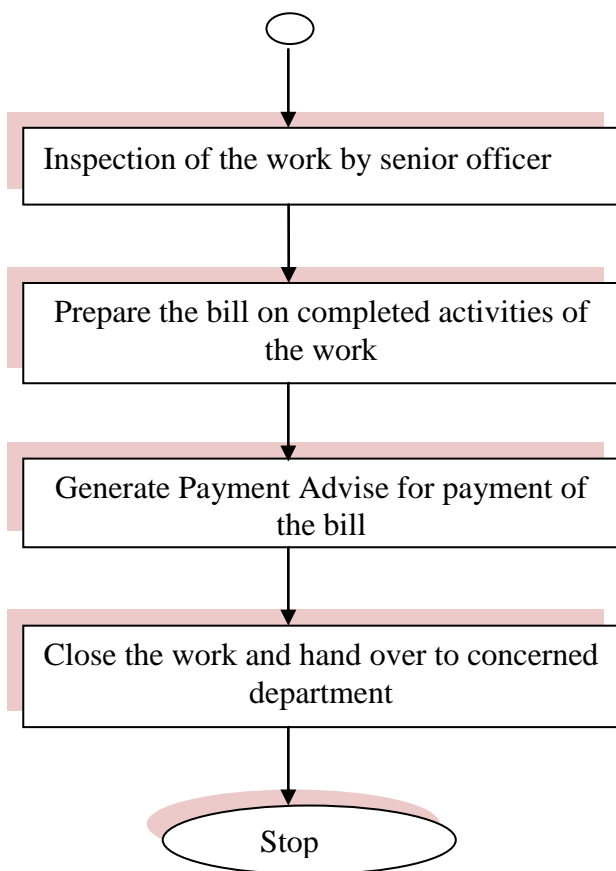 Inspection of the work by senior officer
Prepare the bill on completed activities of
the work
Generate Payment Advise for payment of
the bill
Close the work and hand over to concerned
department
Stop